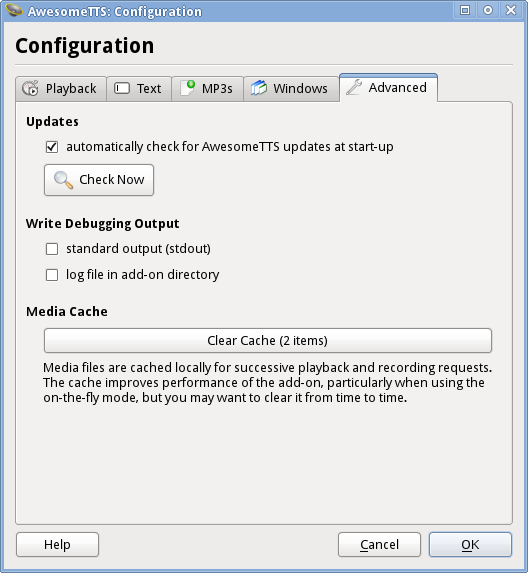 AwesomeTTS: Configuration
Configuration
Playback
Text
MP3s
Windows
Advanced
Updates
automatically check for AwesomeTTS updates at start-up
Check Now
Write Debugging Output
standard output (stdout)
log file in add-on directory
Media Cache
Clear Cache (2 items)
Media files are cached locally for successive playback and recording requests.
The cache improves performance of the add-on, particularly when using the
on-the-fly mode, but you may want to clear it from time to time.
Help
Cancel
OK